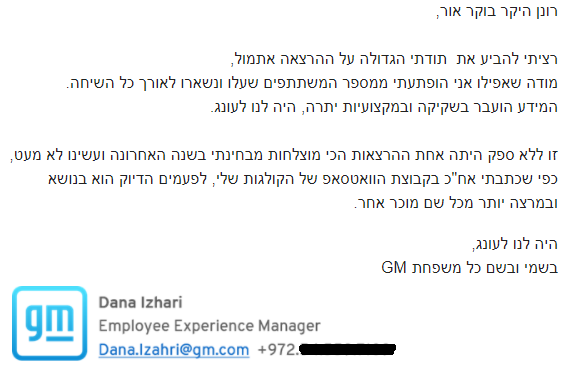 רונן היקר בוקר אור,
רציתי להביע את תודתי הגדולה על ההרצאה אתמול,
מודה שאפילו אני הופתעתי ממספר המשתתפים שעלו ונשארו לאורך כל השיחה.
המידע הועבר בשקיקה ובמקצועיות יתרה, היה לנו לעונג.
זו ללא ספק היתה אחת ההרצאות הכי מוצלחות מבחינתי בשנה האחרונה ועשינו לא מעט,
כפי שכתבתי אח"כ בקבוצת הוואטסאפ של הקולגות שלי, לפעמים הדיוק הוא בנושא
ובמרצה יותר מכל שם מוכר אחר.
היה לנו לעונג,
בשמי ובשם כל משפחת GM
gm
Dana Izhari
Employee Experience Manager
Dana.Izahri@gm.com +972.